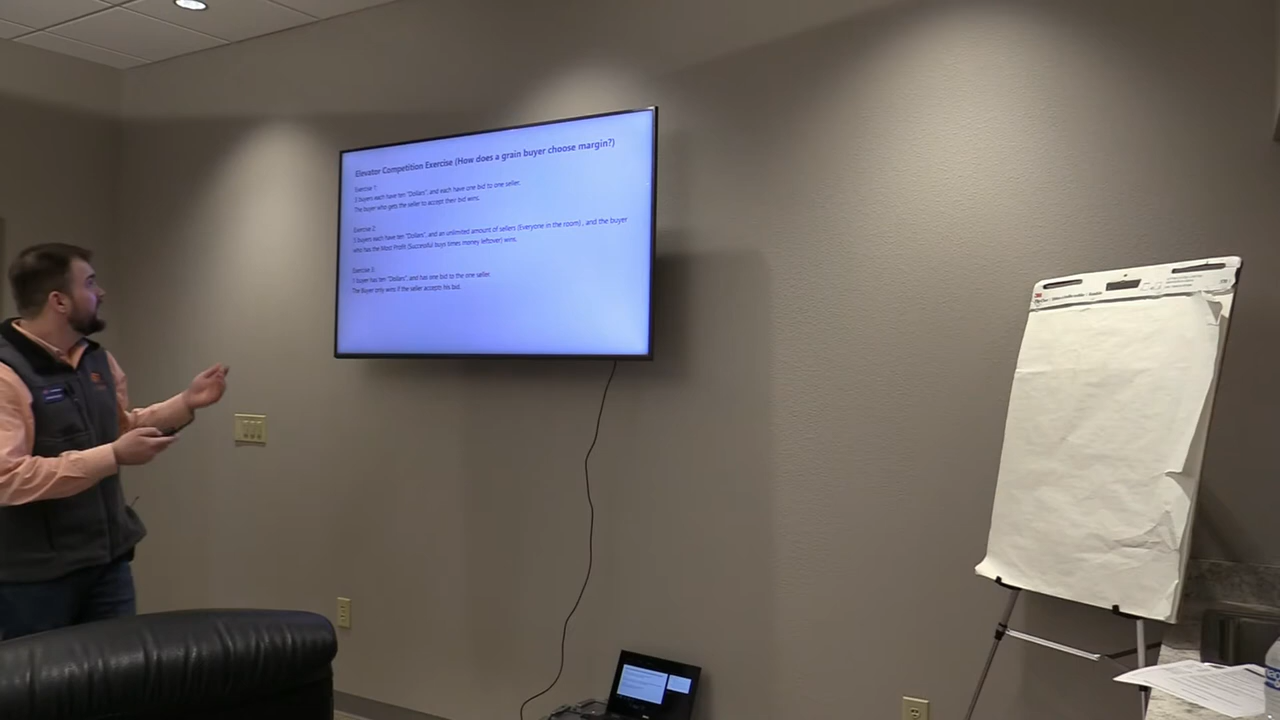 Elevator Competition Exercise (How does a grain buyer choose margin?)
Exercise 1:
3 buyers each have ten "Dollars", and each have one bid to one seller.
The buyer who gets the seller to accept their bid wins.
Exercise 2:
3 buyers each have ten "Dollars", and an unlimited amount of sellers (Everyone in the room) , and the buyer
who has the Most Profit (Successful buys times money leftover) wins.
Exercise 3:
1 buyer has ten "Dollars", and has one bid to the one seller.
The Buyer only wins if the seller accepts his bid.
3M